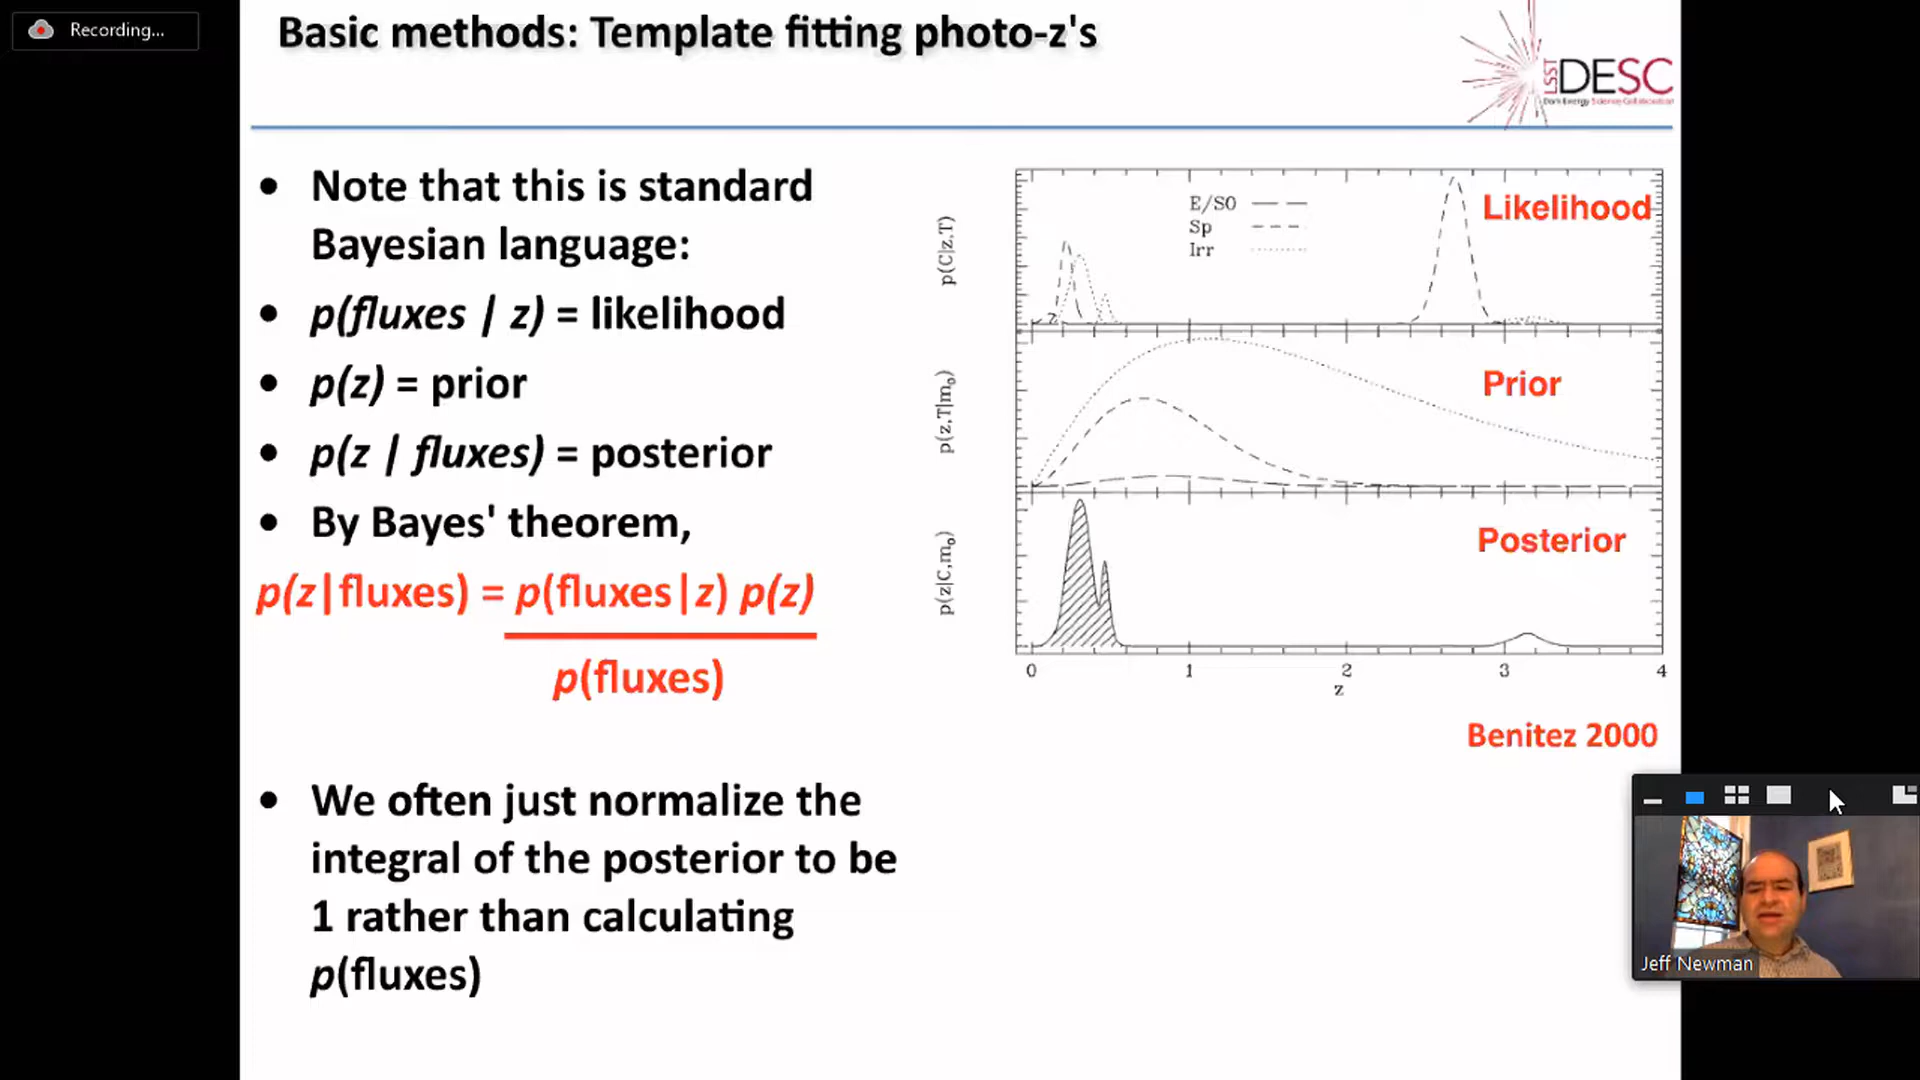 Recording...
Basic methods: Template fitting photo-z's
LSST DESC
Dark Energy Science Collaboration
• Note that this is standard
Bayesian language:
• p(fluxes | z) = likelihood
• p(z) = prior
• p(z | fluxes) = posterior
• By Bayes' theorem,
p(z|fluxes) = p(fluxes|z) p(z)
p(fluxes)
• We often just normalize the
integral of the posterior to be
1 rather than calculating
p(fluxes)
p(C|z,T)
E/S0
Sp
Irr
Likelihood
p(z,T|m₀)
Prior
p(z|C,m₀)
Posterior
0 1 2 3 4
z
Benitez 2000
Jeff Newman